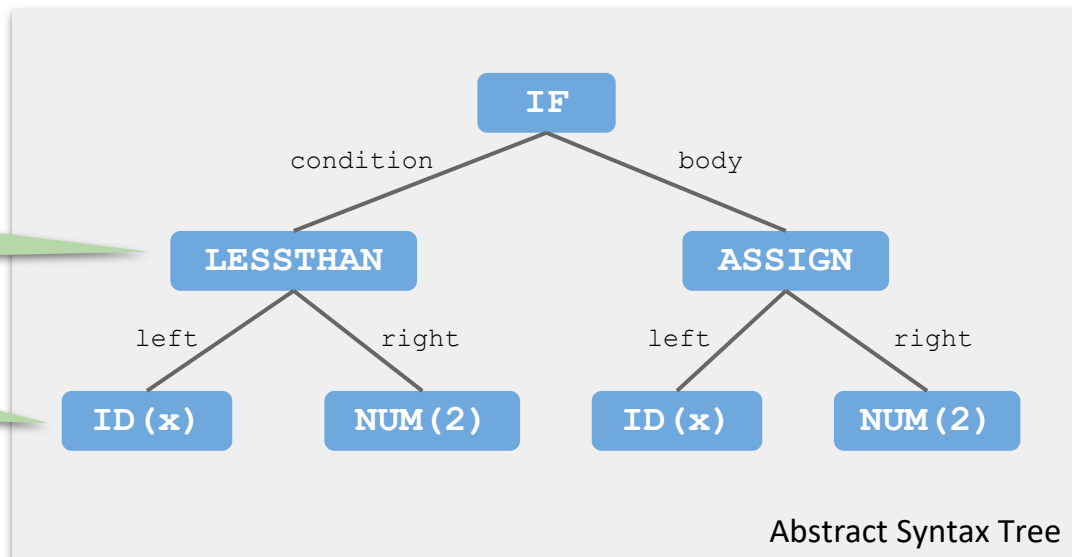 IF
condition
body
LESSTHAN
ASSIGN
left
right
left
right
ID(x)
NUM(2)
ID(x)
NUM(2)
Abstract Syntax Tree